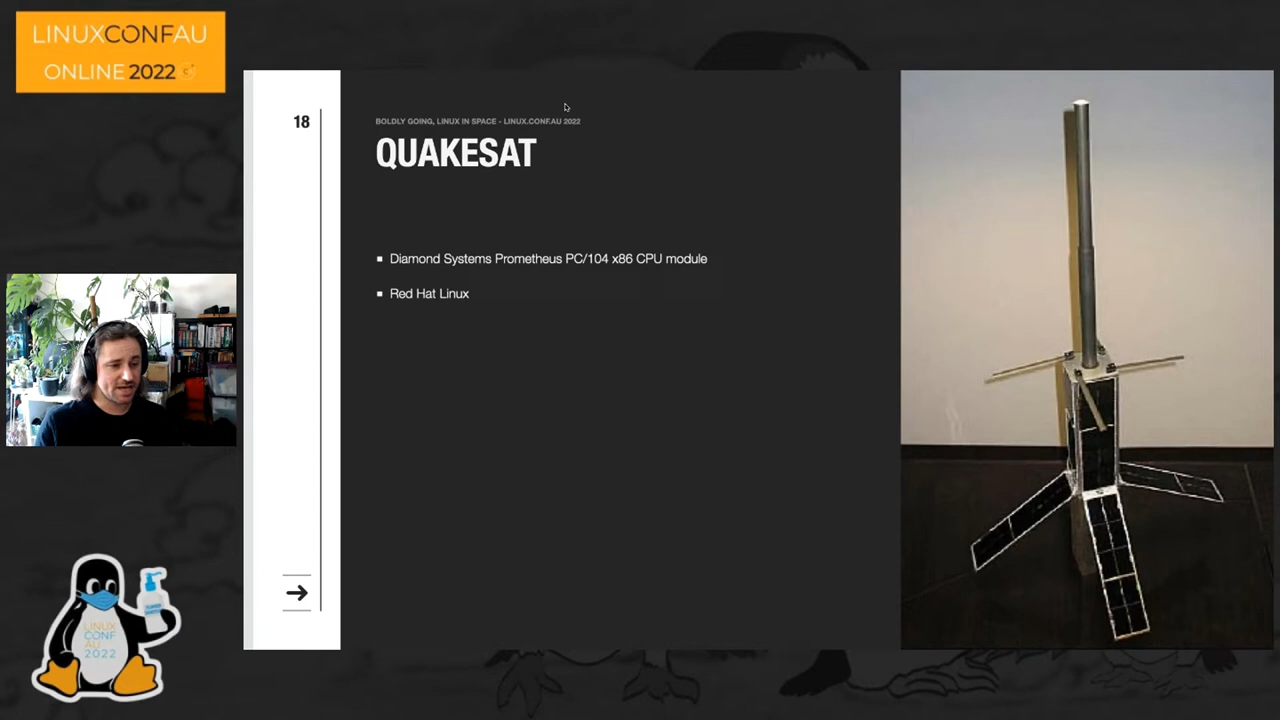 LINUXCONFAU
ONLINE 2022
18
BOLDLY GOING, LINUX IN SPACE - LINUX.CONF.AU 2022
QUAKESAT
Diamond Systems Prometheus PC/104 x86 CPU module
Red Hat Linux
LINUX
CONF
AU
2022